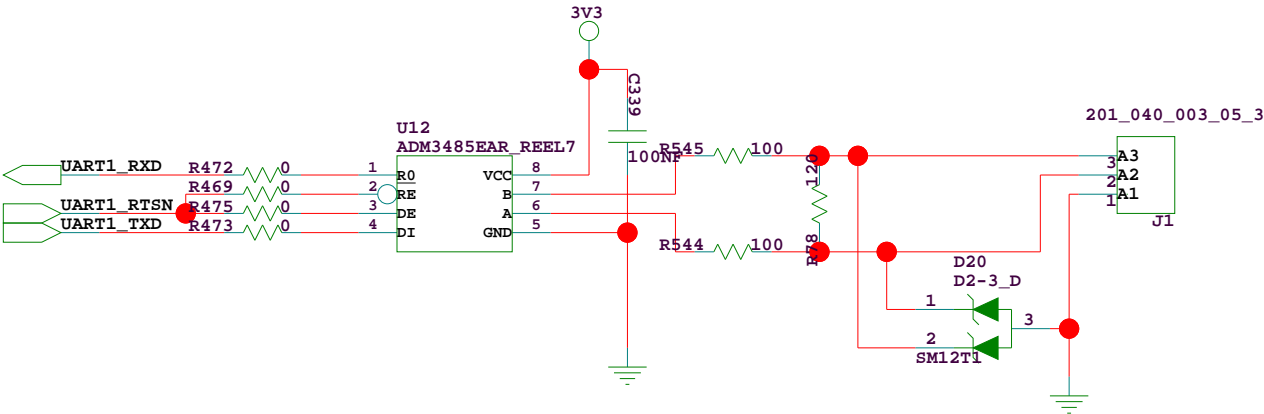 3V3
C339
100NF
U12
ADM3485EAR_REEL7
UART1_RXD
R472 0
1 R0
VCC 8
R469 0
2 RE
B 7
UART1_RTSN
R475 0
3 DE
A 6
UART1_TXD
R473 0
4 DI
GND 5
R545 100
R544 100
120
R78
201_040_003_05_3
A3
3
A2
2
A1
1
J1
D20
D2-3_D
1
3
2
SM12T1